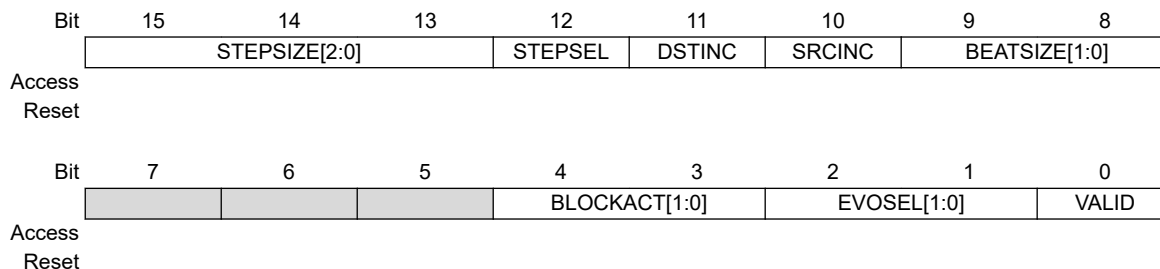 Bit 15 14 13 12 11 10 9 8
STEPSIZE[2:0] STEPSEL DSTINC SRCINC BEATSIZE[1:0]
Access
Reset
Bit 7 6 5 4 3 2 1 0
BLOCKACT[1:0] EVOSEL[1:0] VALID
Access
Reset